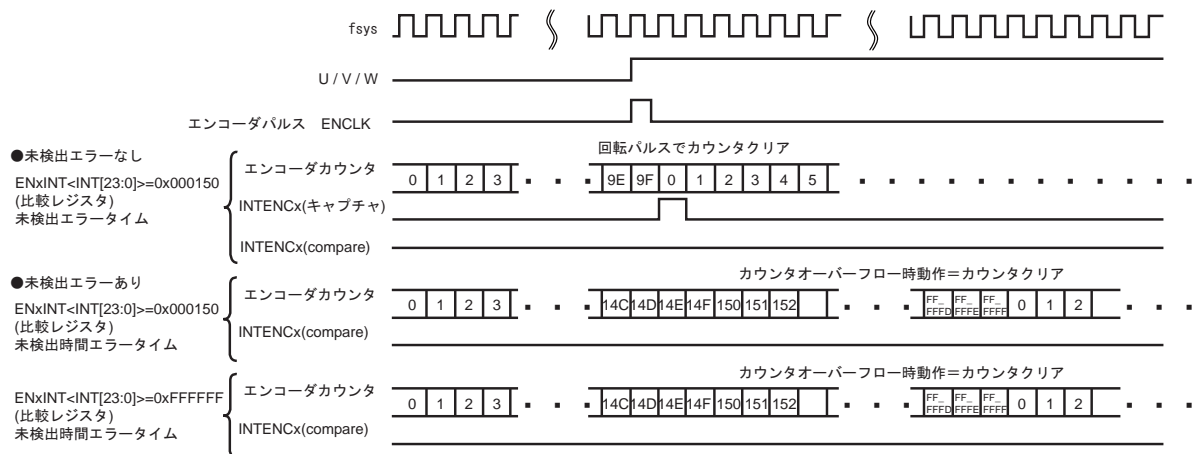 fsys
U / V / W
エンコーダパルス ENCLK
●未検出エラーなし
ENxINT<INT[23:0]>=0x000150
(比較レジスタ)
未検出エラータイム
回転パルスでカウンタクリア
エンコーダカウンタ
0 1 2 3 9E 9F 0 1 2 3 4 5
INTENCx(キャプチャ)
INTENCx(compare)
●未検出エラーあり
ENxINT<INT[23:0]>=0x000150
(比較レジスタ)
未検出時間エラータイム
カウンタオーバーフロー時動作=カウンタクリア
エンコーダカウンタ
0 1 2 3 14C 14D 14E 14F 150 151 152 FF_FFFD FF_FFFE FF_FFFF 0 1 2
INTENCx(compare)
ENxINT<INT[23:0]>=0xFFFFFF
(比較レジスタ)
未検出時間エラータイム
カウンタオーバーフロー時動作=カウンタクリア
エンコーダカウンタ
0 1 2 3 14C 14D 14E 14F 150 151 152 FF_FFFD FF_FFFE FF_FFFF 0 1 2
INTENCx(compare)